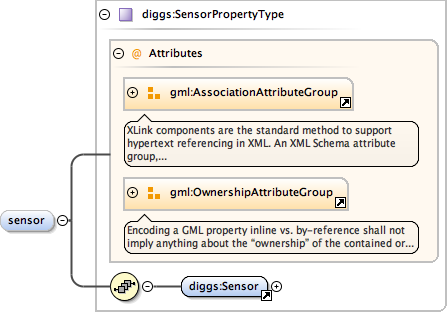 diggs:SensorPropertyType
@ Attributes
gml:AssociationAttributeGroup
XLink components are the standard method to support
hypertext referencing in XML. An XML Schema attribute
group,...
gml:OwnershipAttributeGroup
Encoding a GML property inline vs. by-reference shall not
imply anything about the “ownership” of the contained or...
sensor
diggs:Sensor